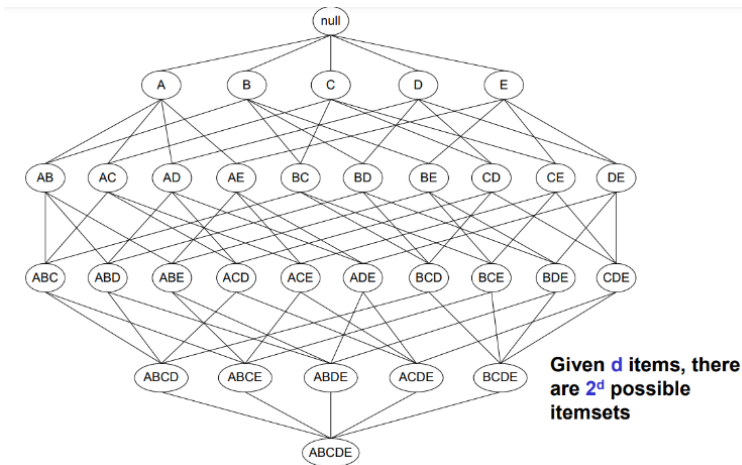 null
A B C D E
AB AC AD AE BC BD BE CD CE DE
ABC ABD ABE ACD ACE ADE BCD BCE BDE CDE
ABCD ABCE ABDE ACDE BCDE
Given d items, there
are 2ᵈ possible
itemsets
ABCDE